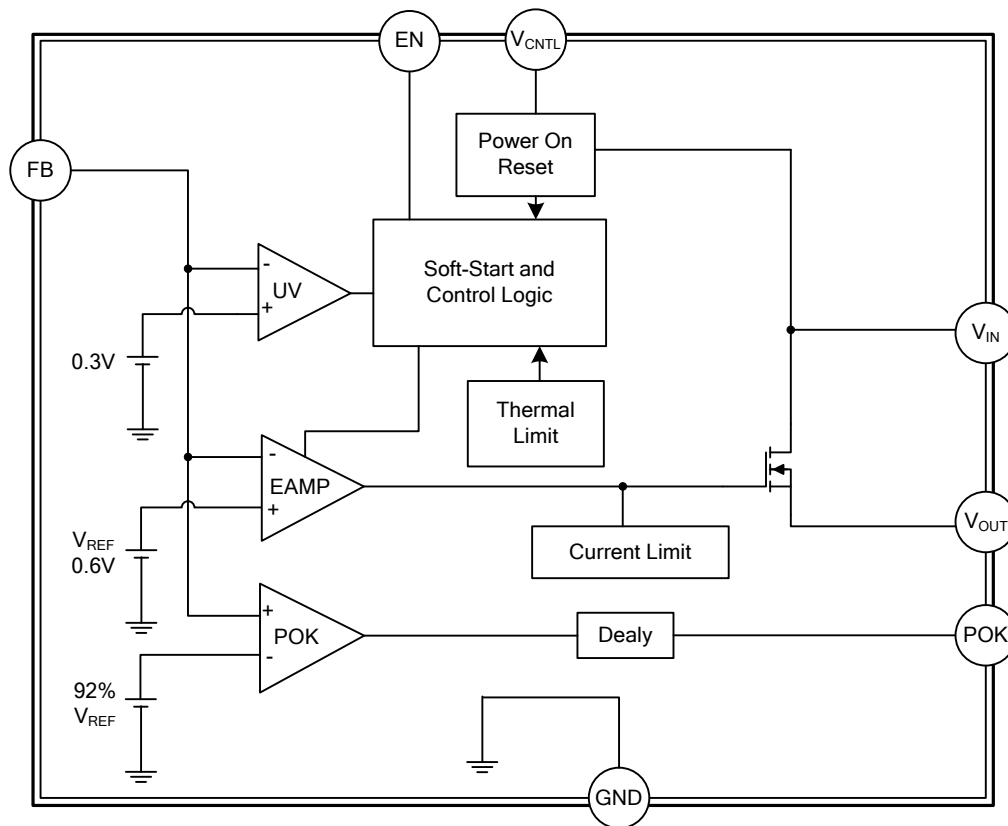 EN
VCNTL
Power On
Reset
FB
Soft-Start and
Control Logic
-
UV
+
0.3V
VIN
Thermal
Limit
-
EAMP
+
VREF
0.6V
VOUT
Current Limit
+
POK
-
Dealy
POK
92%
VREF
GND